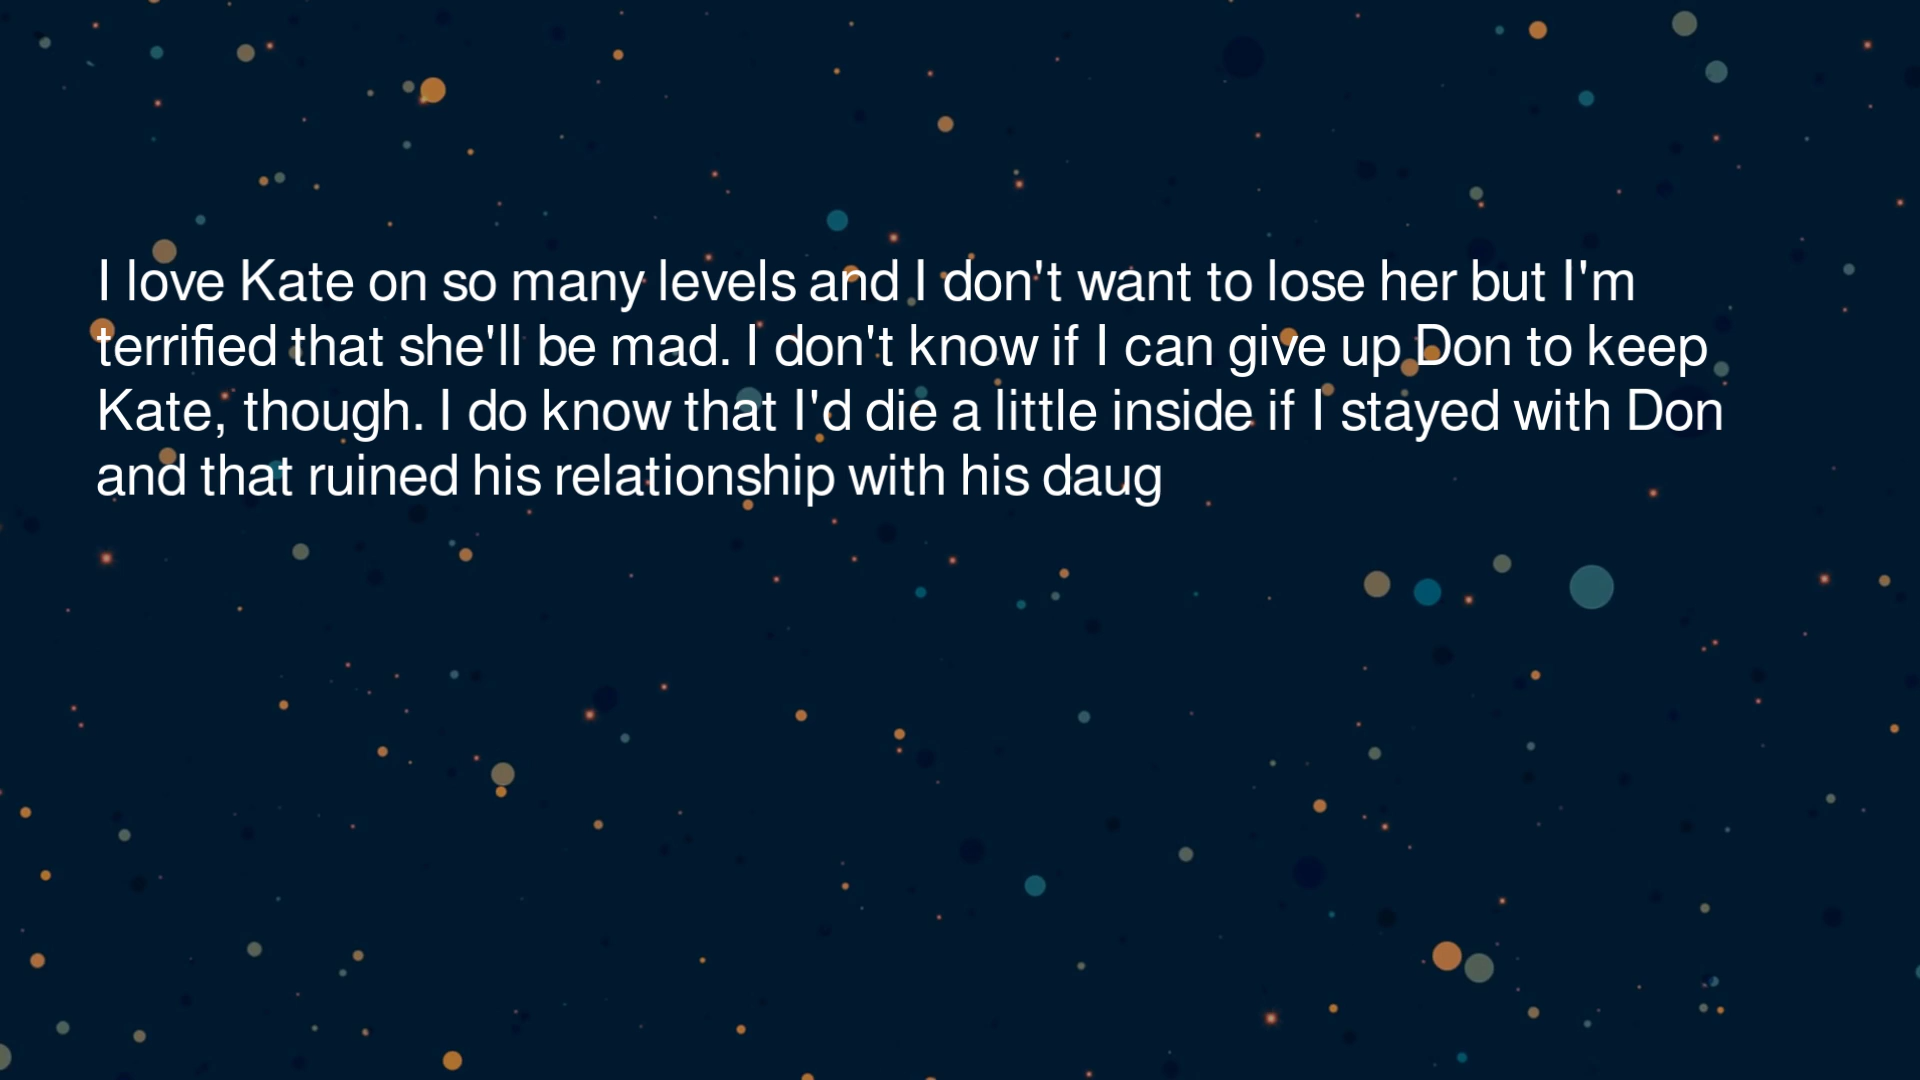 I love Kate on so many levels and I don't want to lose her but I'm
terrified that she'll be mad. I don't know if I can give up Don to keep
Kate, though. I do know that I'd die a little inside if I stayed with Don
and that ruined his relationship with his daug